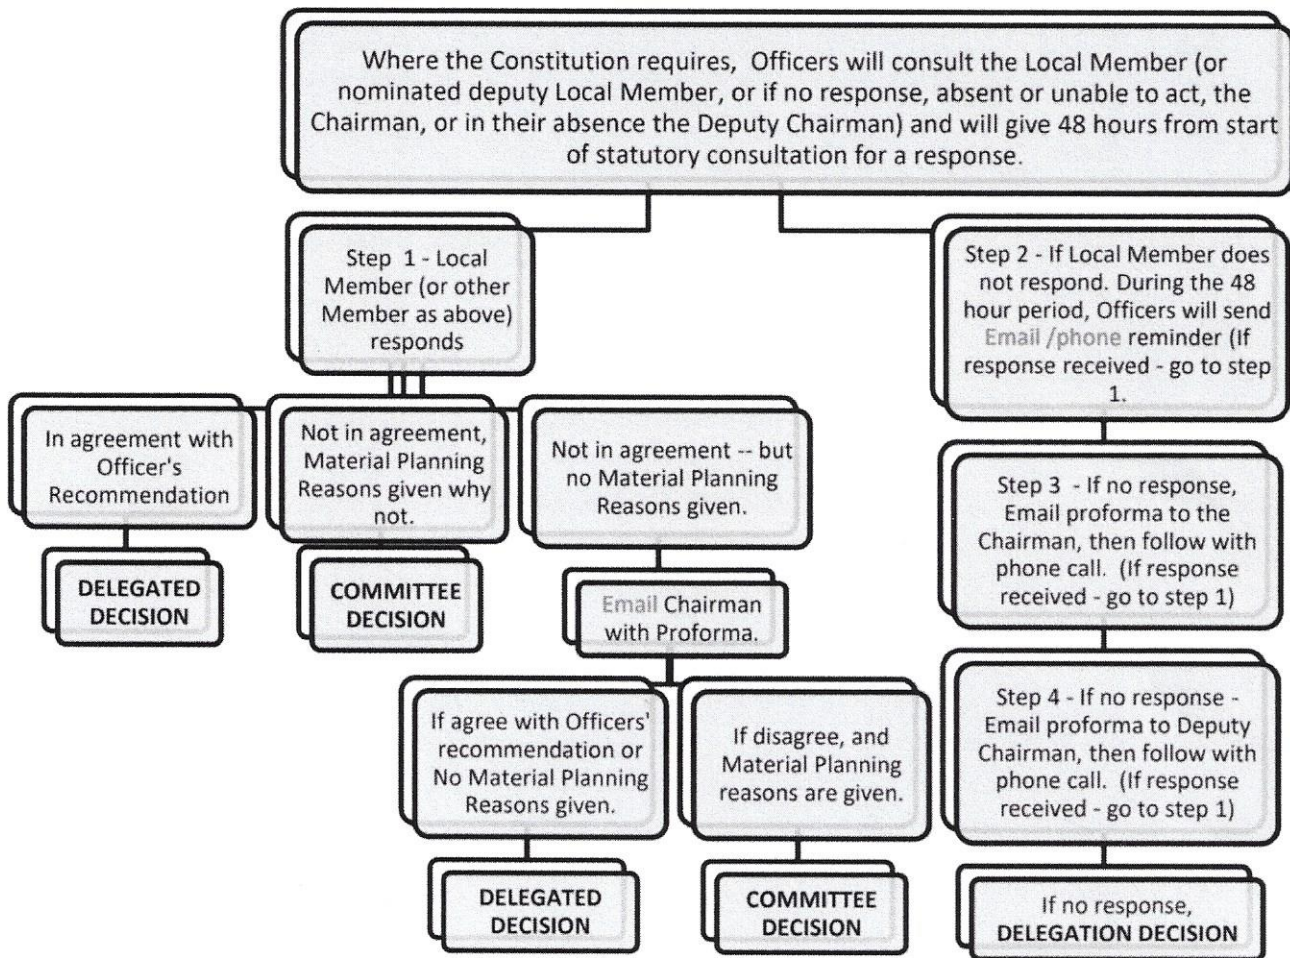 Where the Constitution requires, Officers will consult the Local Member (or
nominated deputy Local Member, or if no response, absent or unable to act, the
Chairman, or in their absence the Deputy Chairman) and will give 48 hours from start
of statutory consultation for a response.
Step 1 - Local
Member (or other
Member as above)
responds
In agreement with
Officer's
Recommendation
DELEGATED
DECISION
Not in agreement,
Material Planning
Reasons given why
not.
COMMITTEE
DECISION
Not in agreement -- but
no Material Planning
Reasons given.
Email Chairman
with Proforma.
If agree with Officers'
recommendation or
No Material Planning
Reasons given.
DELEGATED
DECISION
If disagree, and
Material Planning
reasons are given.
COMMITTEE
DECISION
Step 2 - If Local Member does
not respond. During the 48
hour period, Officers will send
Email /phone reminder (If
response received - go to step
1.
Step 3 - If no response,
Email proforma to the
Chairman, then follow with
phone call. (If response
received - go to step 1)
Step 4 - If no response -
Email proforma to Deputy
Chairman, then follow with
phone call. (If response
received - go to step 1)
If no response,
DELEGATION DECISION